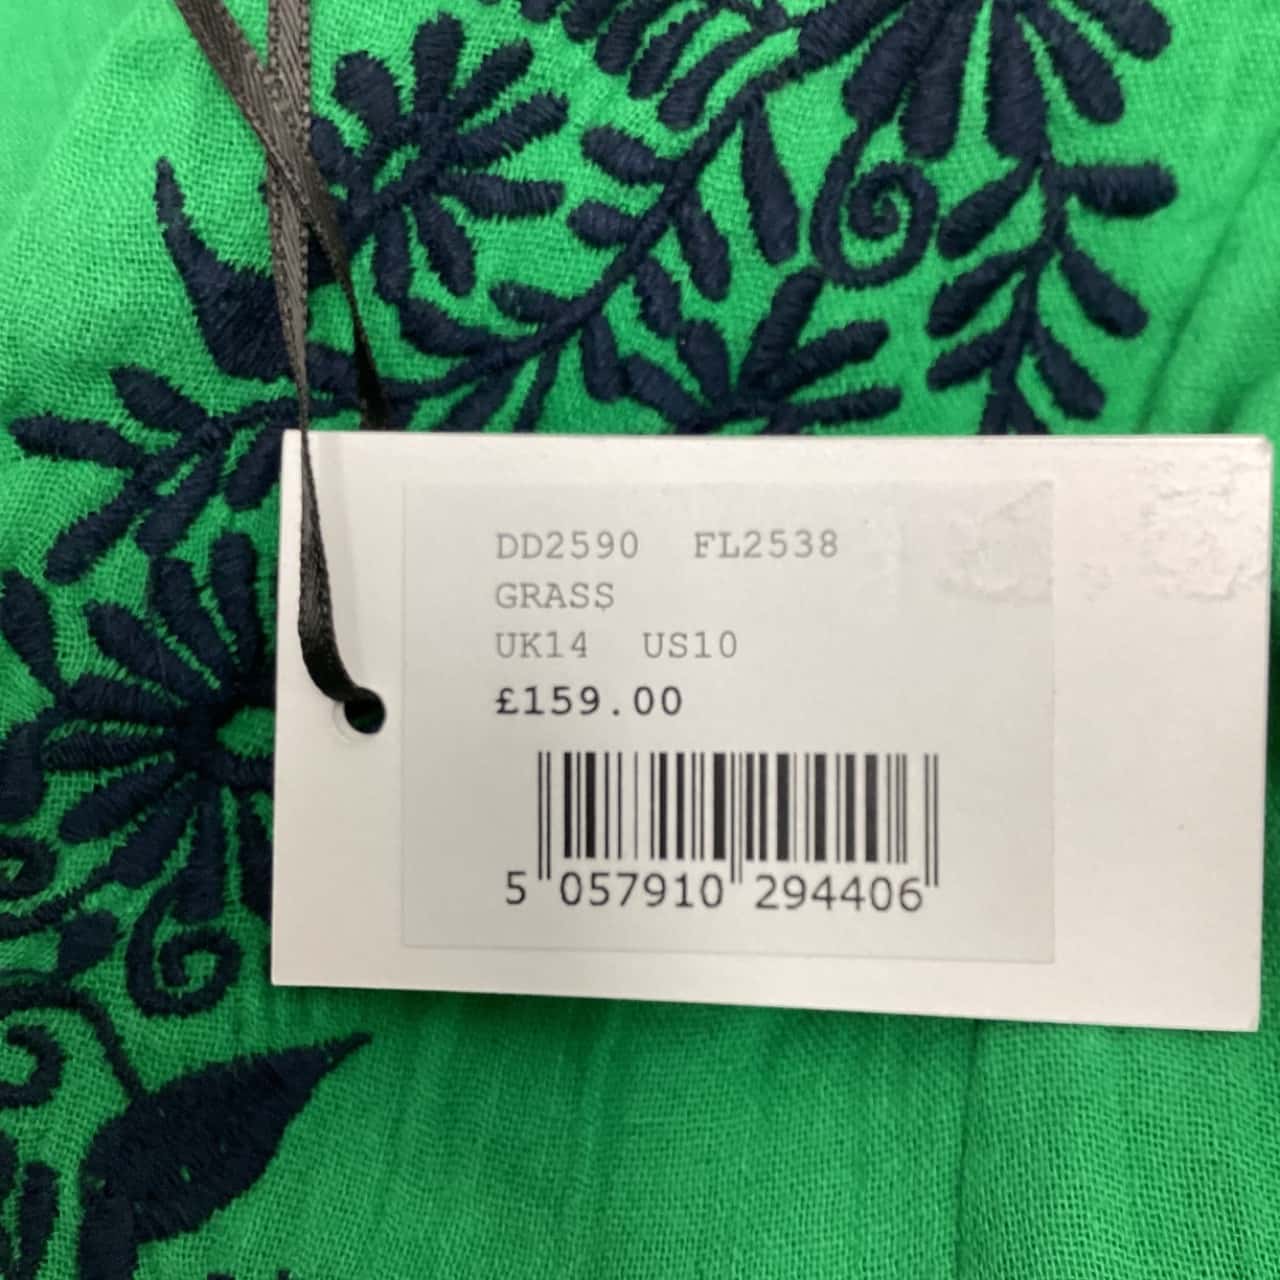 DD2590 FL2538
GRASS
UK14 US10
£159.00
5 057910 294406